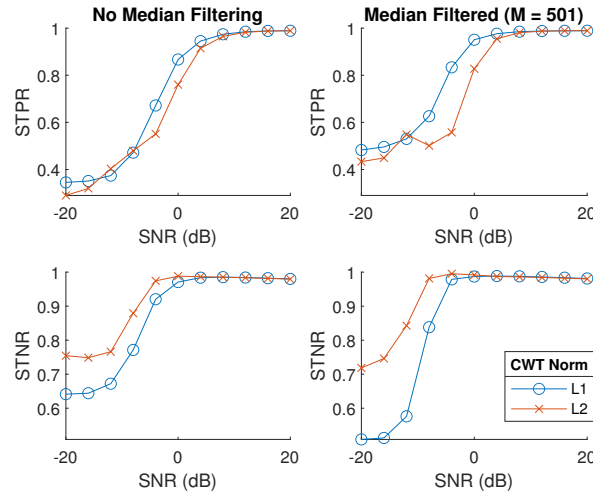 No Median Filtering
Median Filtered (M = 501)
STPR
1
0.8
0.6
0.4
-20
0
20
SNR (dB)
STPR
1
0.8
0.6
0.4
-20
0
20
SNR (dB)
STNR
1
0.9
0.8
0.7
0.6
-20
0
20
SNR (dB)
STNR
1
0.9
0.8
0.7
0.6
-20
0
20
SNR (dB)
CWT Norm
L1
L2